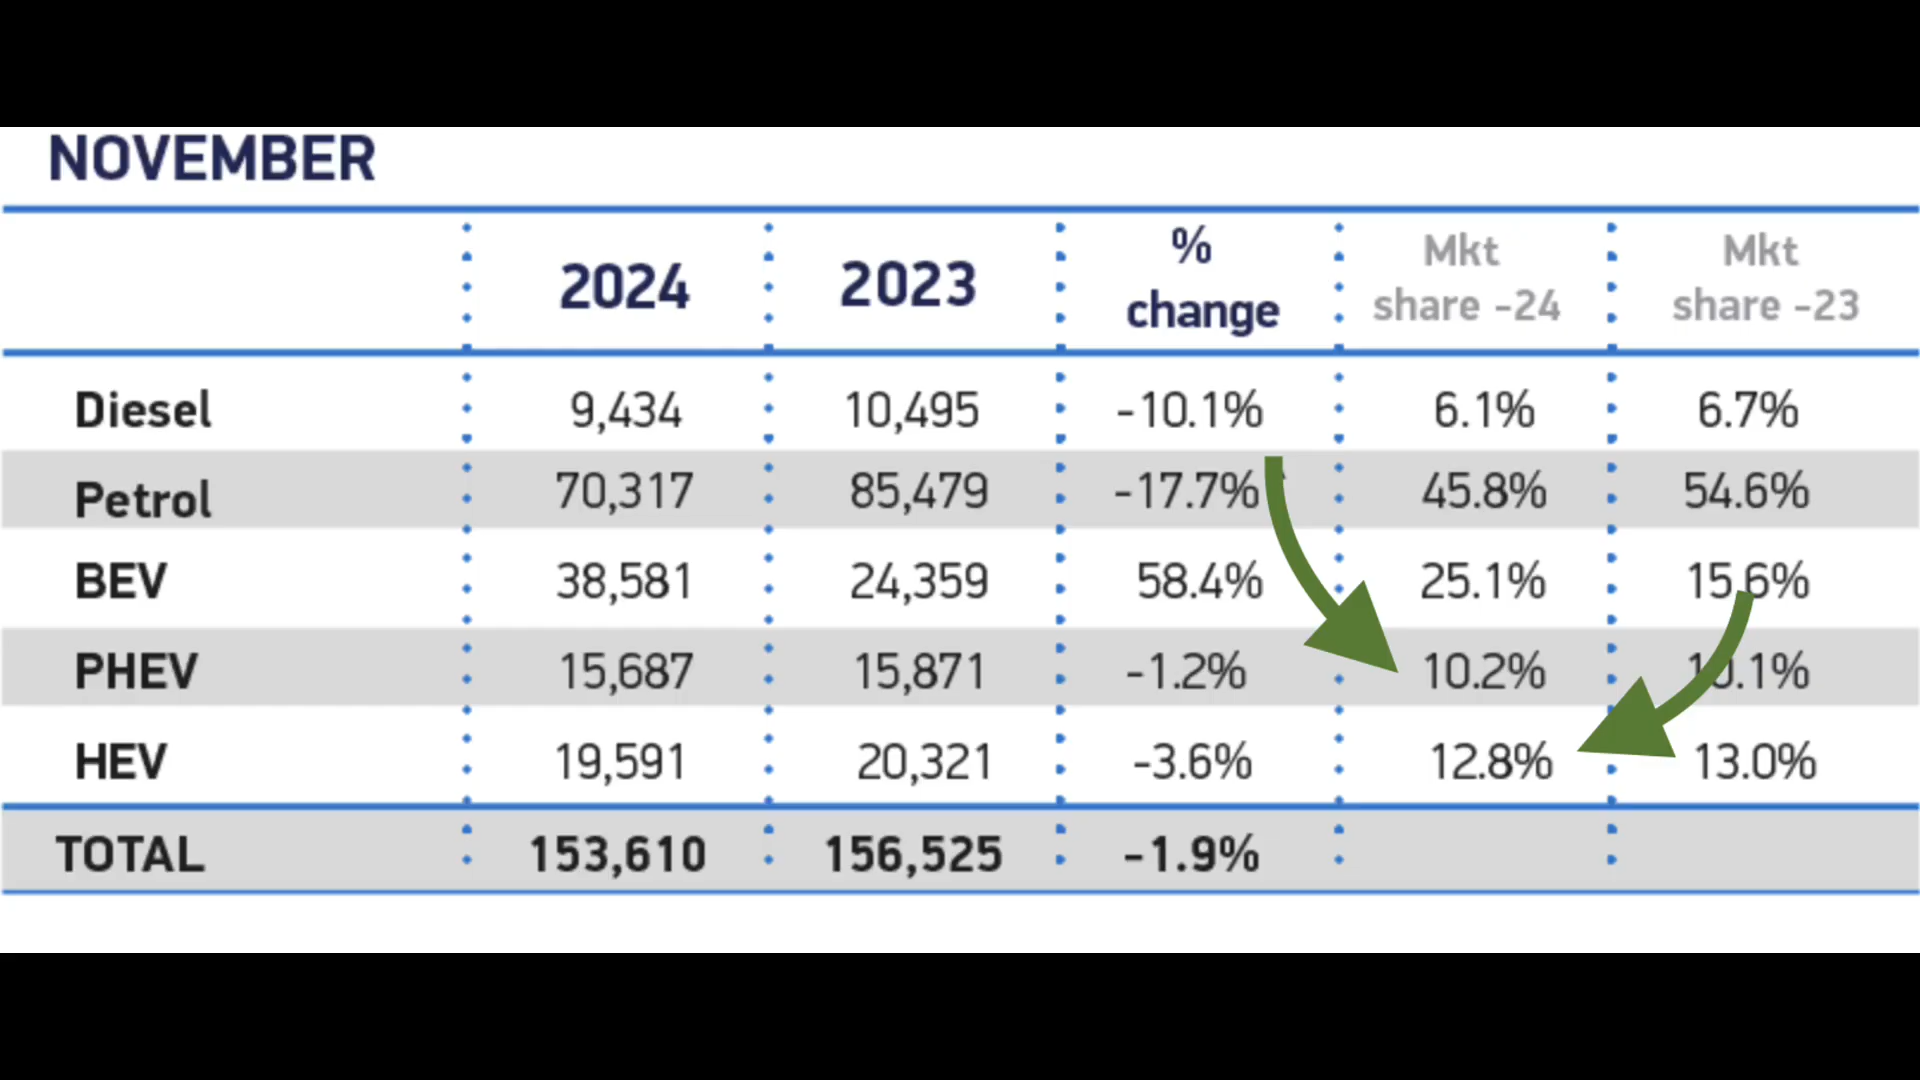 NOVEMBER
2024 2023 % change Mkt share -24 Mkt share -23
Diesel 9,434 10,495 -10.1% 6.1% 6.7%
Petrol 70,317 85,479 -17.7% 45.8% 54.6%
BEV 38,581 24,359 58.4% 25.1% 15.6%
PHEV 15,687 15,871 -1.2% 10.2% 10.1%
HEV 19,591 20,321 -3.6% 12.8% 13.0%
TOTAL 153,610 156,525 -1.9%